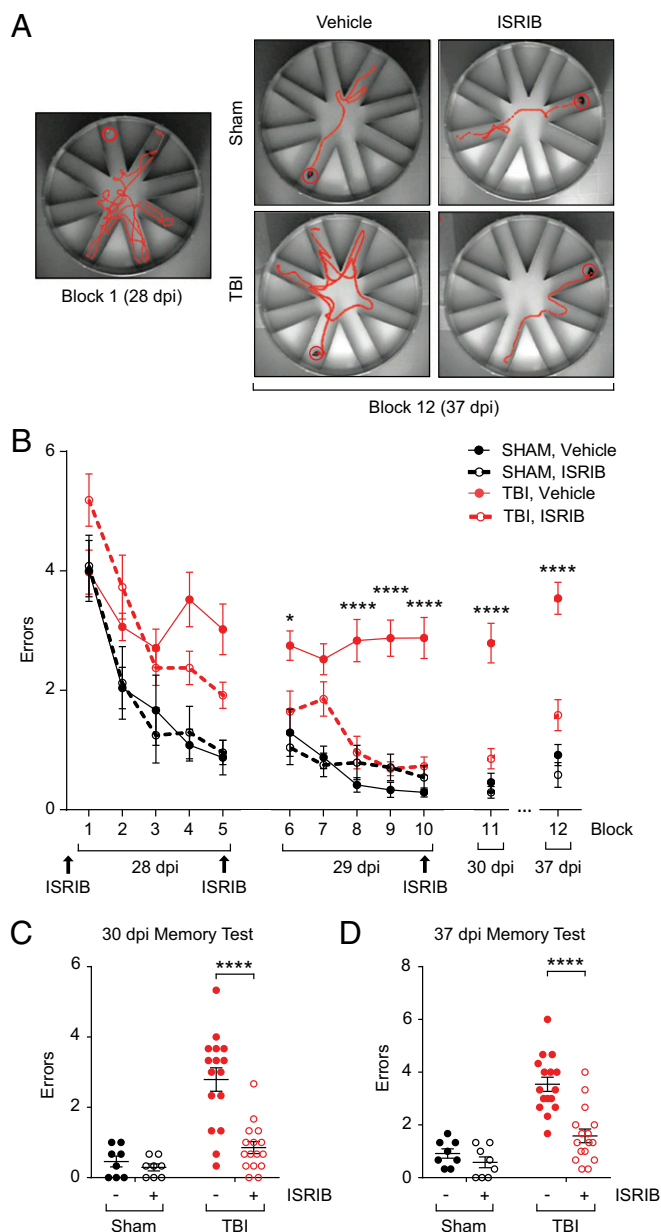 A
Vehicle
ISRIB
Sham
TBI
Block 1 (28 dpi)
Block 12 (37 dpi)
B
SHAM, Vehicle
SHAM, ISRIB
TBI, Vehicle
TBI, ISRIB
Errors
6
4
2
0
*
****
****
****
****
****
1 2 3 4 5 6 7 8 9 10 11 ... 12 Block
28 dpi 29 dpi 30 dpi 37 dpi
ISRIB ISRIB ISRIB
C
30 dpi Memory Test
Errors
6
4
2
0
****
- + - +
Sham TBI
D
37 dpi Memory Test
Errors
8
6
4
2
0
****
- + - + ISRIB
Sham TBI